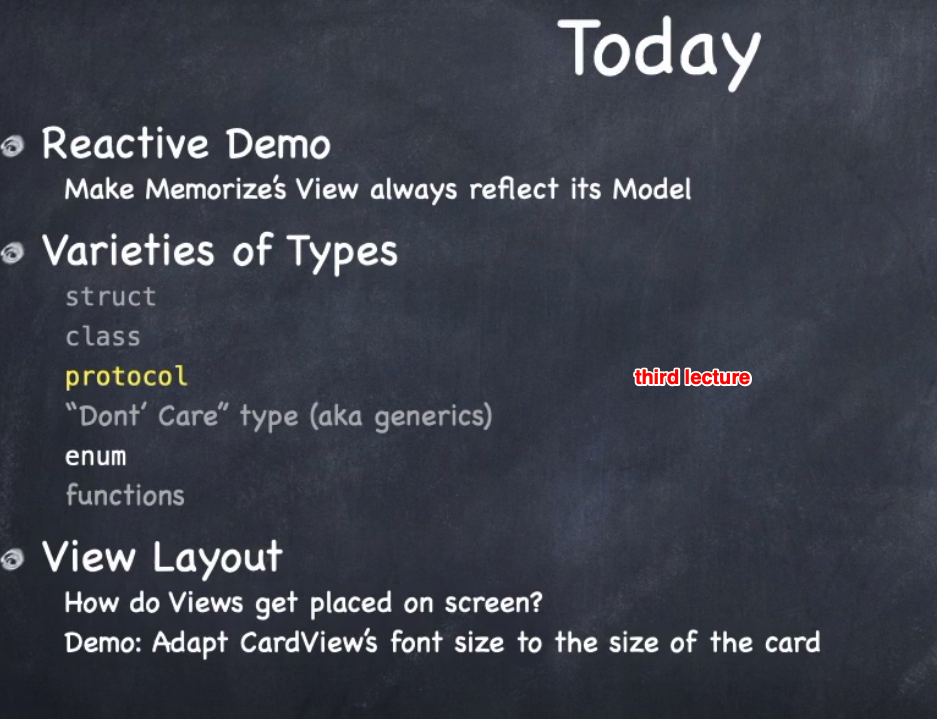 Today
Reactive Demo
Make Memorize's View always reflect its Model
Varieties of Types
struct
class
protocol
third lecture
“Dont’ Care” type (aka generics)
enum
functions
View Layout
How do Views get placed on screen?
Demo: Adapt CardView's font size to the size of the card